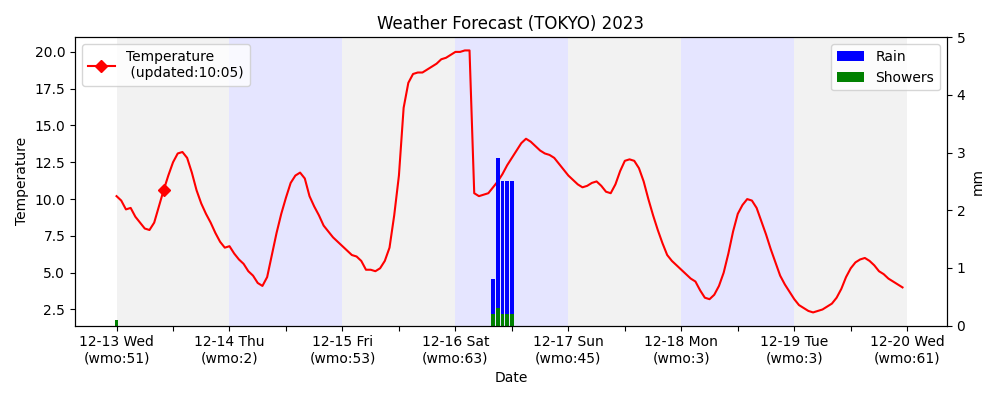 Weather Forecast (TOKYO) 2023
Temperature
(updated:10:05)
Rain
Showers
20.0
17.5
15.0
12.5
10.0
7.5
5.0
2.5
Temperature
5
4
3
2
1
0
mm
12-13 Wed
(wmo:51)
12-14 Thu
(wmo:2)
12-15 Fri
(wmo:53)
12-16 Sat
(wmo:63)
12-17 Sun
(wmo:45)
12-18 Mon
(wmo:3)
12-19 Tue
(wmo:3)
12-20 Wed
(wmo:61)
Date